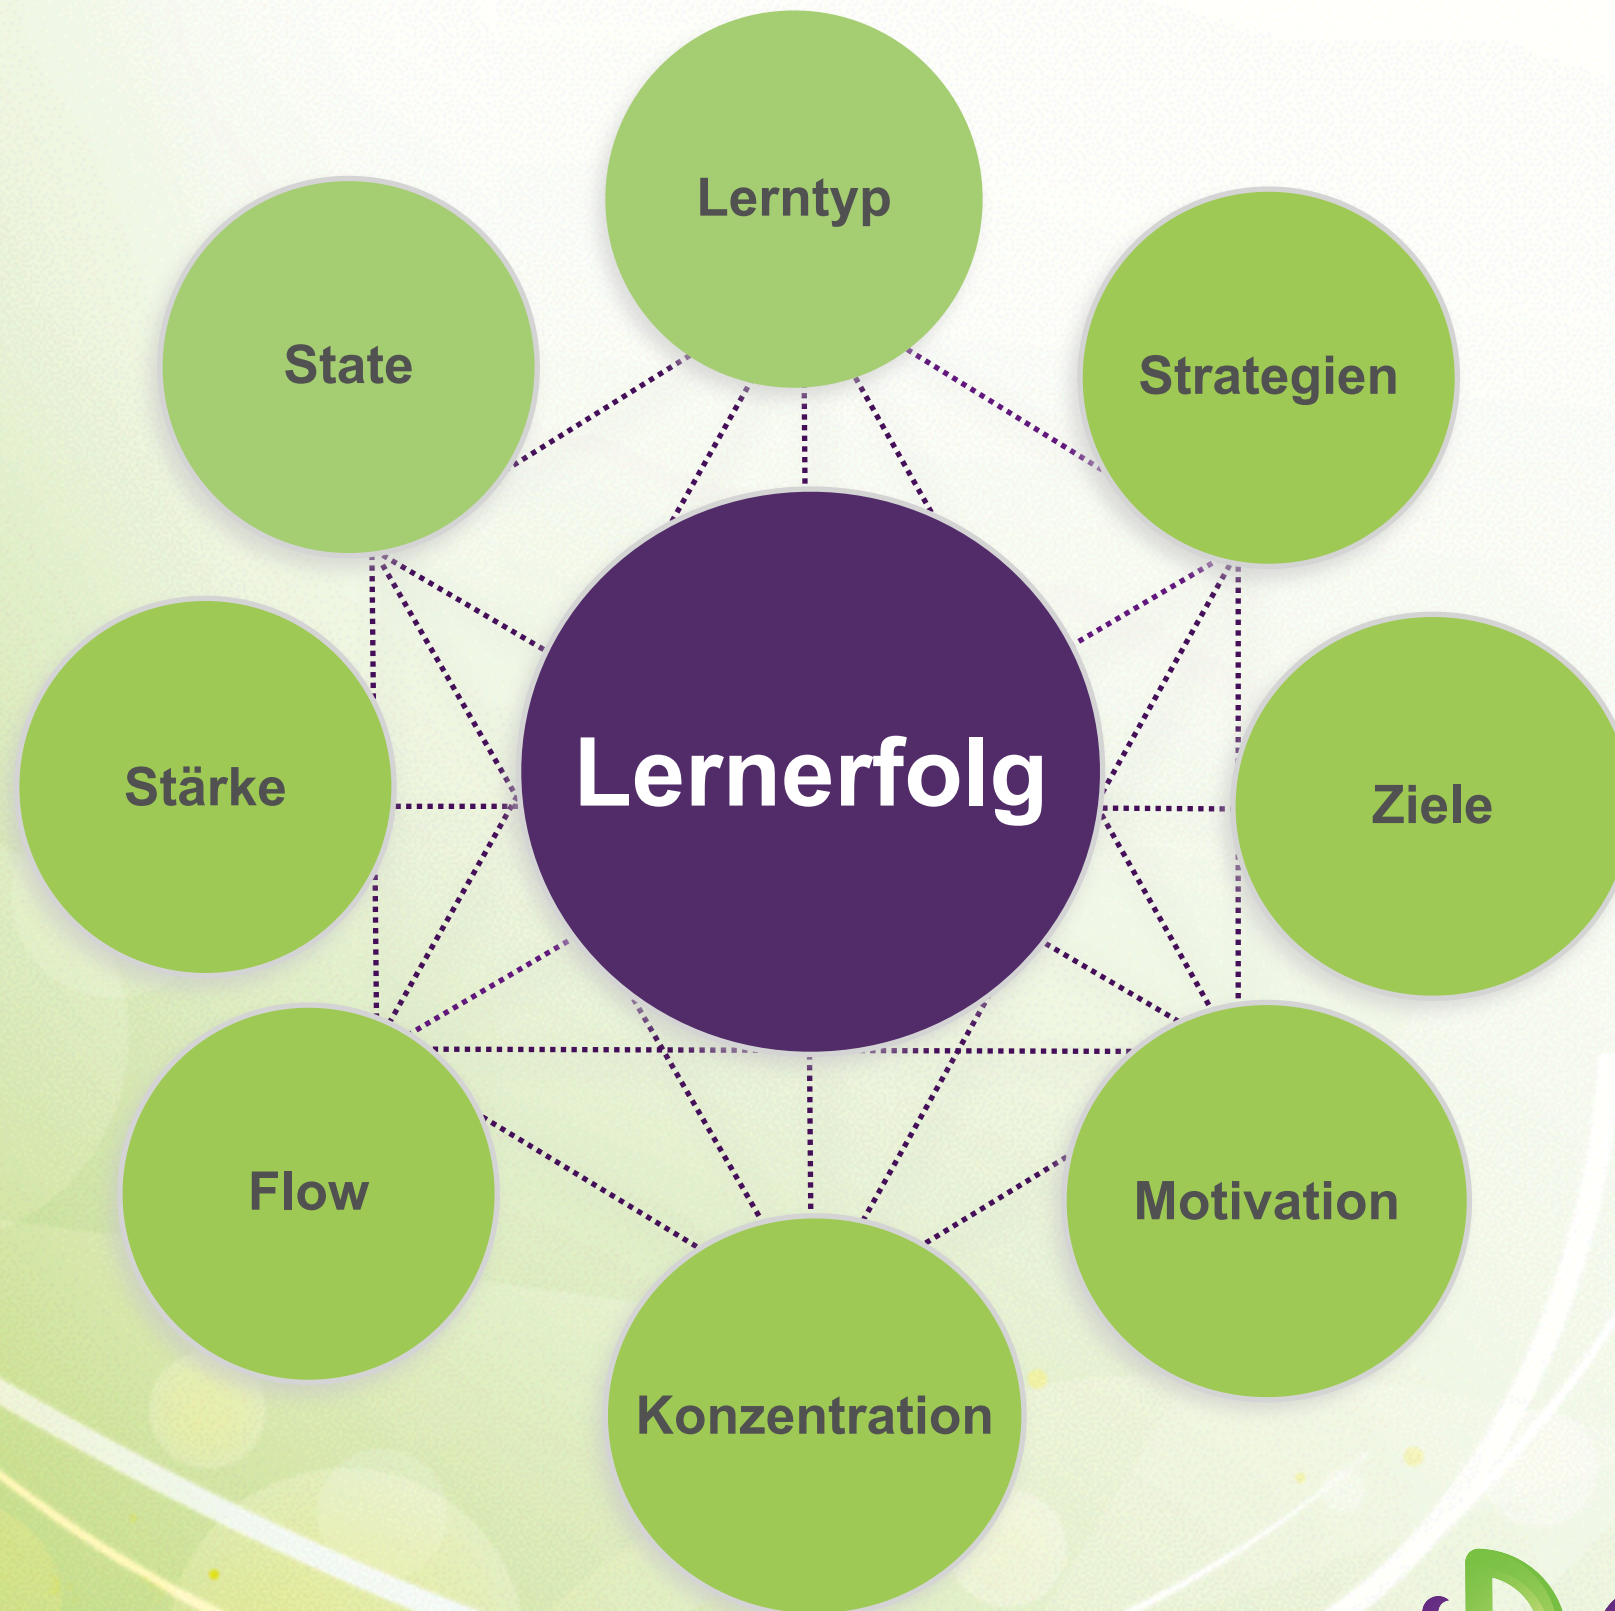 Lerntyp
State
Strategien
Lernerfolg
Stärke
Ziele
Flow
Motivation
Konzentration